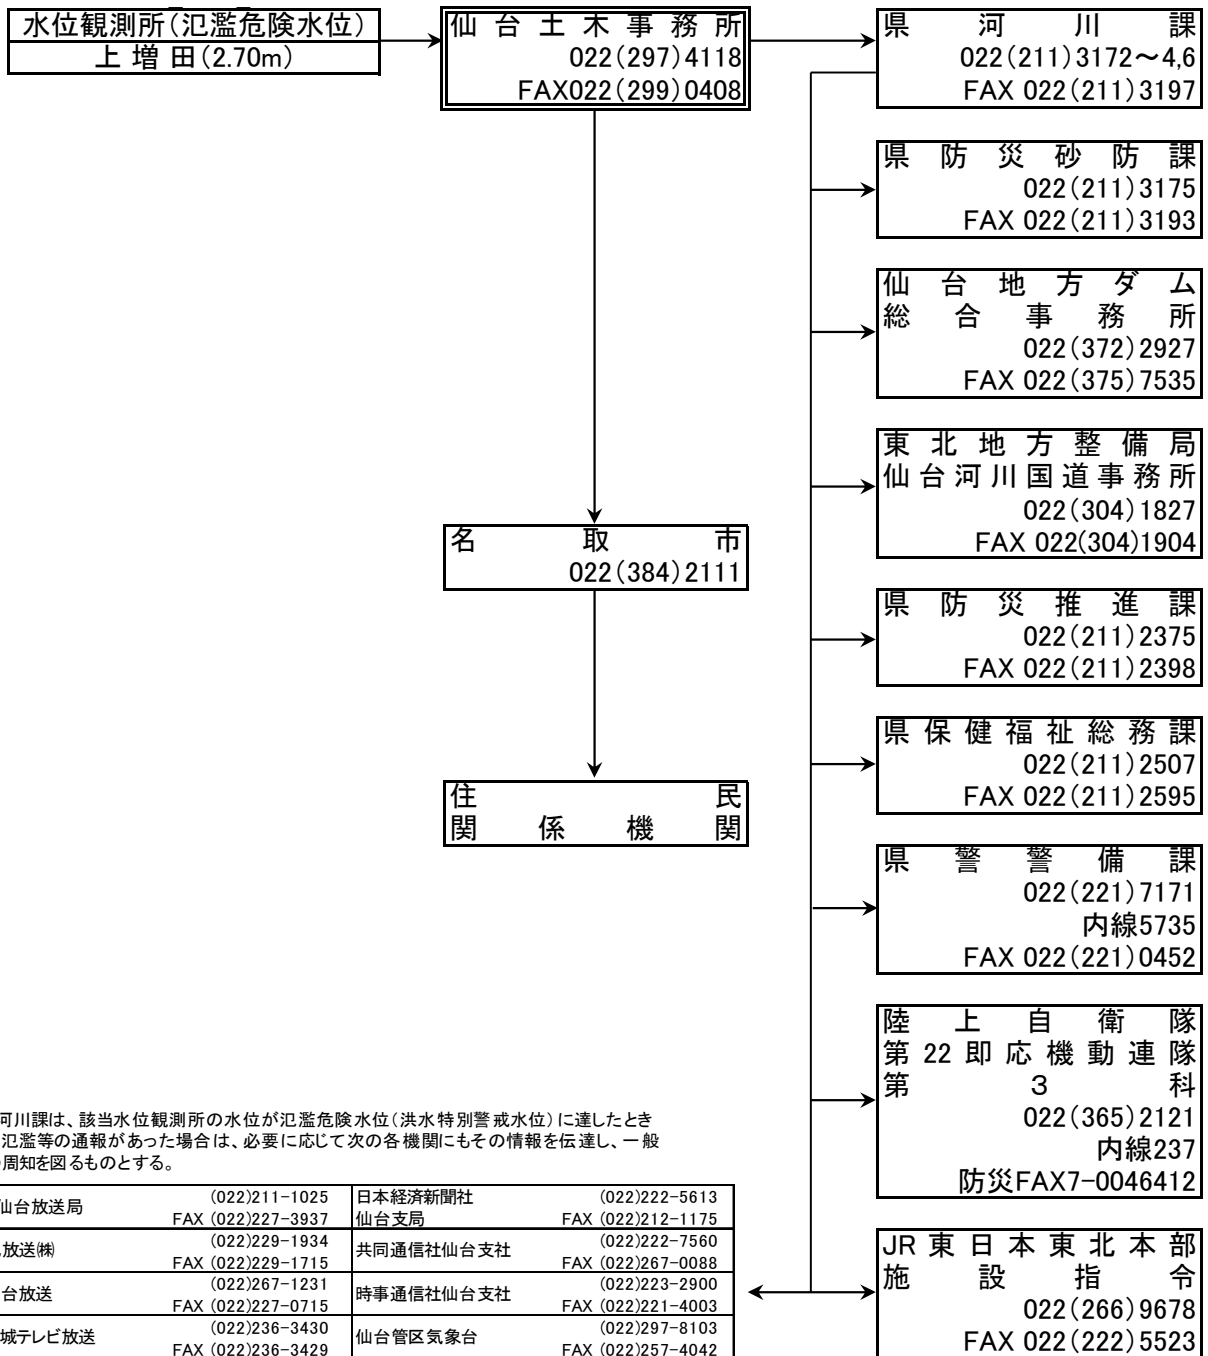 水位観測所(氾濫危険水位)
上増田(2.70m)
仙台土木事務所
022(297)4118
FAX022(299)0408
県河川課
022(211)3172～4,6
FAX 022(211)3197
県防災砂防課
022(211)3175
FAX 022(211)3193
仙台地方ダム
総合事務所
022(372)2927
FAX 022(375)7535
東北地方整備局
仙台河川国道事務所
022(304)1827
FAX 022(304)1904
名取市
022(384)2111
県防災推進課
022(211)2375
FAX 022(211)2398
県保健福祉総務課
022(211)2507
FAX 022(211)2595
住民
関係機関
県警警備課
022(221)7171
内線5735
FAX 022(221)0452
陸上自衛隊
第22即応機動連隊
第3科
022(365)2121
内線237
防災FAX7-0046412
JR東日本東北本部
施設指令
022(266)9678
FAX 022(222)5523
河川課は、該当水位観測所の水位が氾濫危険水位(洪水特別警戒水位)に達したとき
氾濫等の通報があった場合は、必要に応じて次の各機関にもその情報を伝達し、一般
周知を図るものとする。
仙台放送局 (022)211-1025 FAX (022)227-3937
日本経済新聞社 仙台支局 (022)222-5613 FAX (022)212-1175
放送㈱ (022)229-1934 FAX (022)229-1715
共同通信社仙台支社 (022)222-7560 FAX (022)267-0088
台放送 (022)267-1231 FAX (022)227-0715
時事通信社仙台支社 (022)223-2900 FAX (022)221-4003
城テレビ放送 (022)236-3430 FAX (022)236-3429
仙台管区気象台 (022)297-8103 FAX (022)257-4042